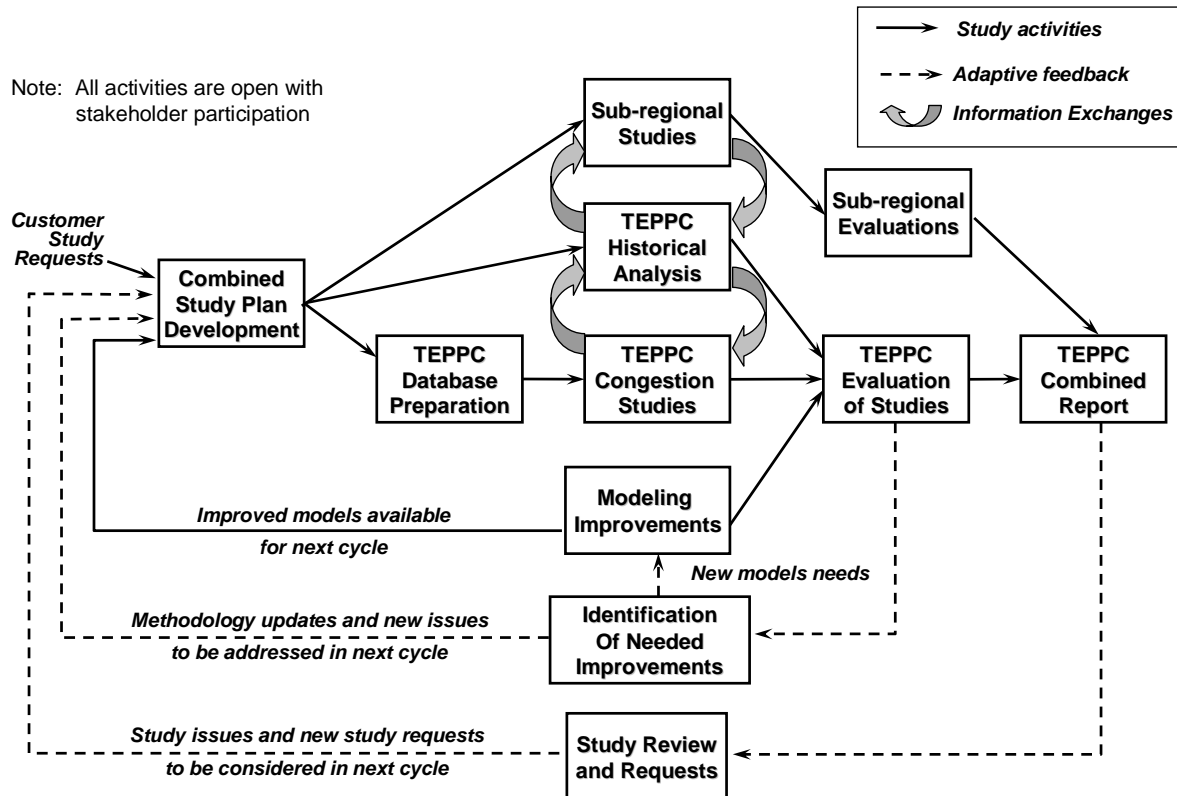 Study activities
Adaptive feedback
Information Exchanges
Note: All activities are open with
stakeholder participation
Sub-regional
Studies
Sub-regional
Evaluations
Customer
Study
Requests
TEPPC
Historical
Analysis
Combined
Study Plan
Development
TEPPC
Database
Preparation
TEPPC
Congestion
Studies
TEPPC
Evaluation
of Studies
TEPPC
Combined
Report
Modeling
Improvements
Improved models available
for next cycle
New models needs
Identification
Of Needed
Improvements
Methodology updates and new issues
to be addressed in next cycle
Study Review
and Requests
Study issues and new study requests
to be considered in next cycle